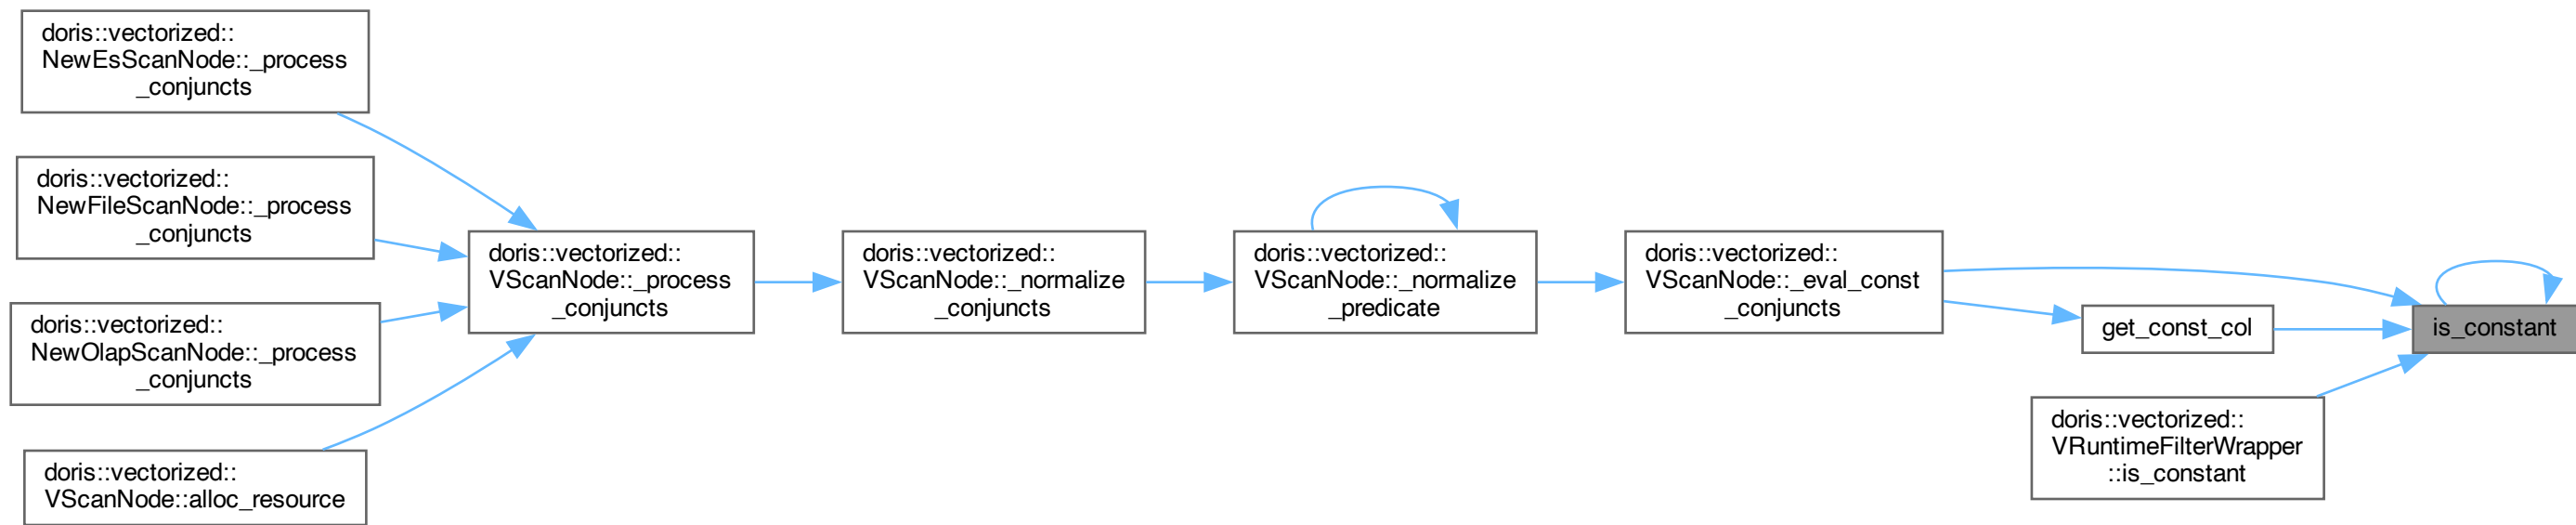 doris::vectorized::
NewEsScanNode::_process
_conjuncts
doris::vectorized::
NewFileScanNode::_process
_conjuncts
doris::vectorized::
NewOlapScanNode::_process
_conjuncts
doris::vectorized::
VScanNode::alloc_resource
doris::vectorized::
VScanNode::_process
_conjuncts
doris::vectorized::
VScanNode::_normalize
_conjuncts
doris::vectorized::
VScanNode::_normalize
_predicate
doris::vectorized::
VScanNode::_eval_const
_conjuncts
get_const_col
doris::vectorized::
VRuntimeFilterWrapper
::is_constant
is_constant